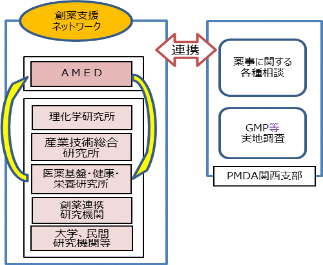 創薬支援
ネットワーク
連携
AMED
理化学研究所
産業技術総合
研究所
医薬基盤・健康・
栄養研究所
創薬連携
研究機関
大学、民間
研究機関等
薬事に関する
各種相談
GMP等
実地調査
PMDA関西支部